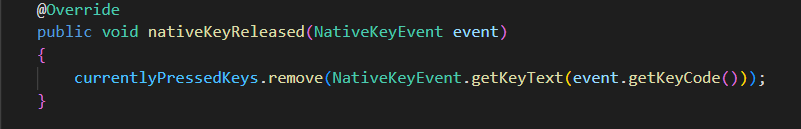 @Override
public void nativeKeyReleased(NativeKeyEvent event)
{
    currentlyPressedKeys.remove(NativeKeyEvent.getKeyText(event.getKeyCode()));
}